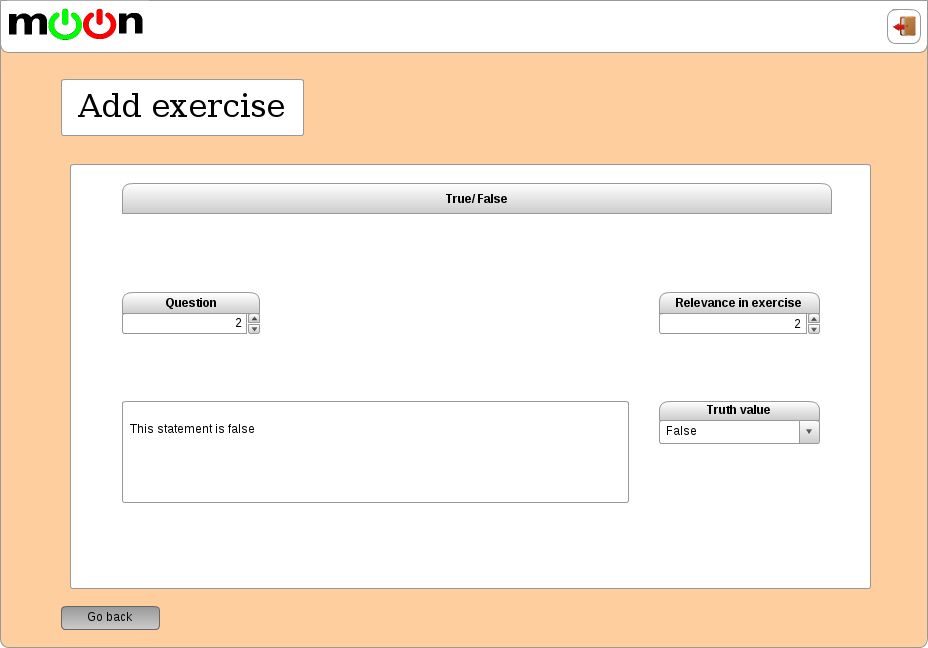 moon
Add exercise
True/False
Question
Relevance in exercise
2
2
Truth value
This statement is false
False
Go back